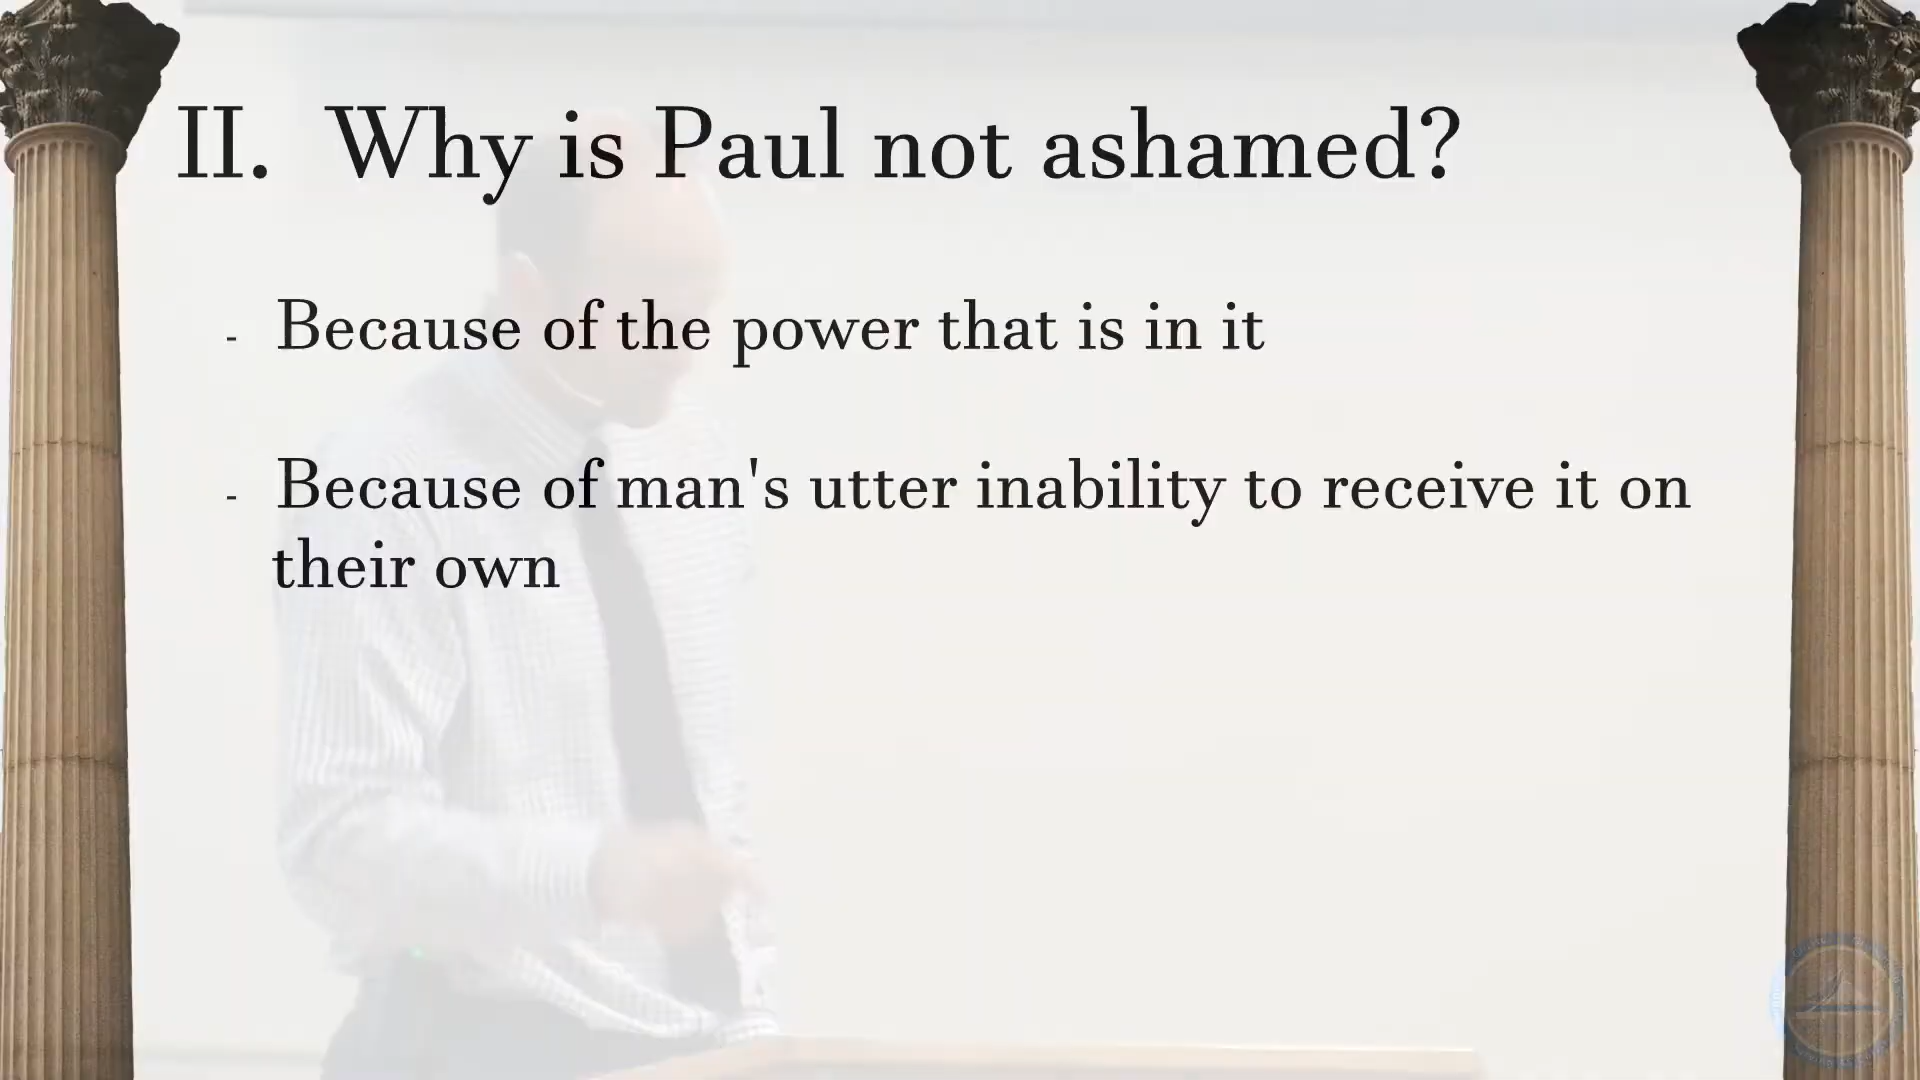 II. Why is Paul not ashamed?
- Because of the power that is in it
- Because of man's utter inability to receive it on
their own